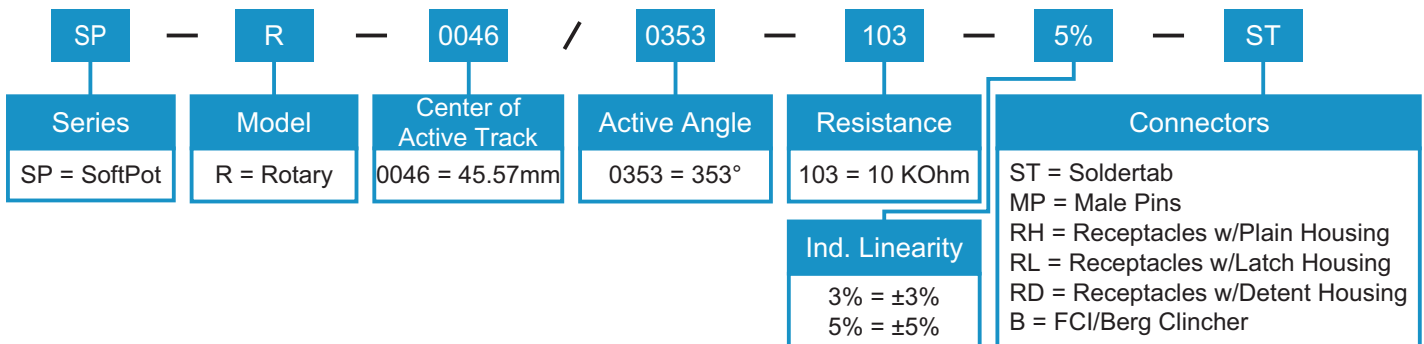 SP — R — 0046 / 0353 — 103 — 5% — ST
Series
SP = SoftPot
Model
R = Rotary
Center of
Active Track
0046 = 45.57mm
Active Angle
0353 = 353°
Resistance
103 = 10 KOhm
Ind. Linearity
3% = ±3%
5% = ±5%
Connectors
ST = Soldertab
MP = Male Pins
RH = Receptacles w/Plain Housing
RL = Receptacles w/Latch Housing
RD = Receptacles w/Detent Housing
B = FCI/Berg Clincher